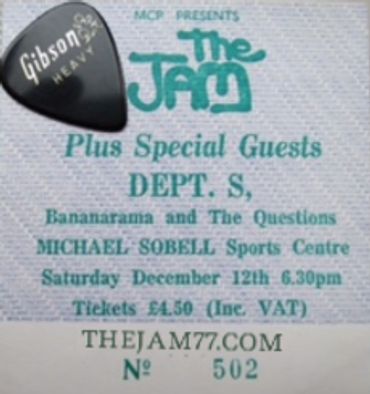 MCP PRESENTS
The
JAM
Gibson
HEAVY
Plus Special Guests
DEPT. S,
Bananarama and The Questions
MICHAEL SOBELL Sports Centre
Saturday December 12th 6.30pm
Tickets £4.50 (Inc. VAT)
THEJAM77.COM
Nº 502